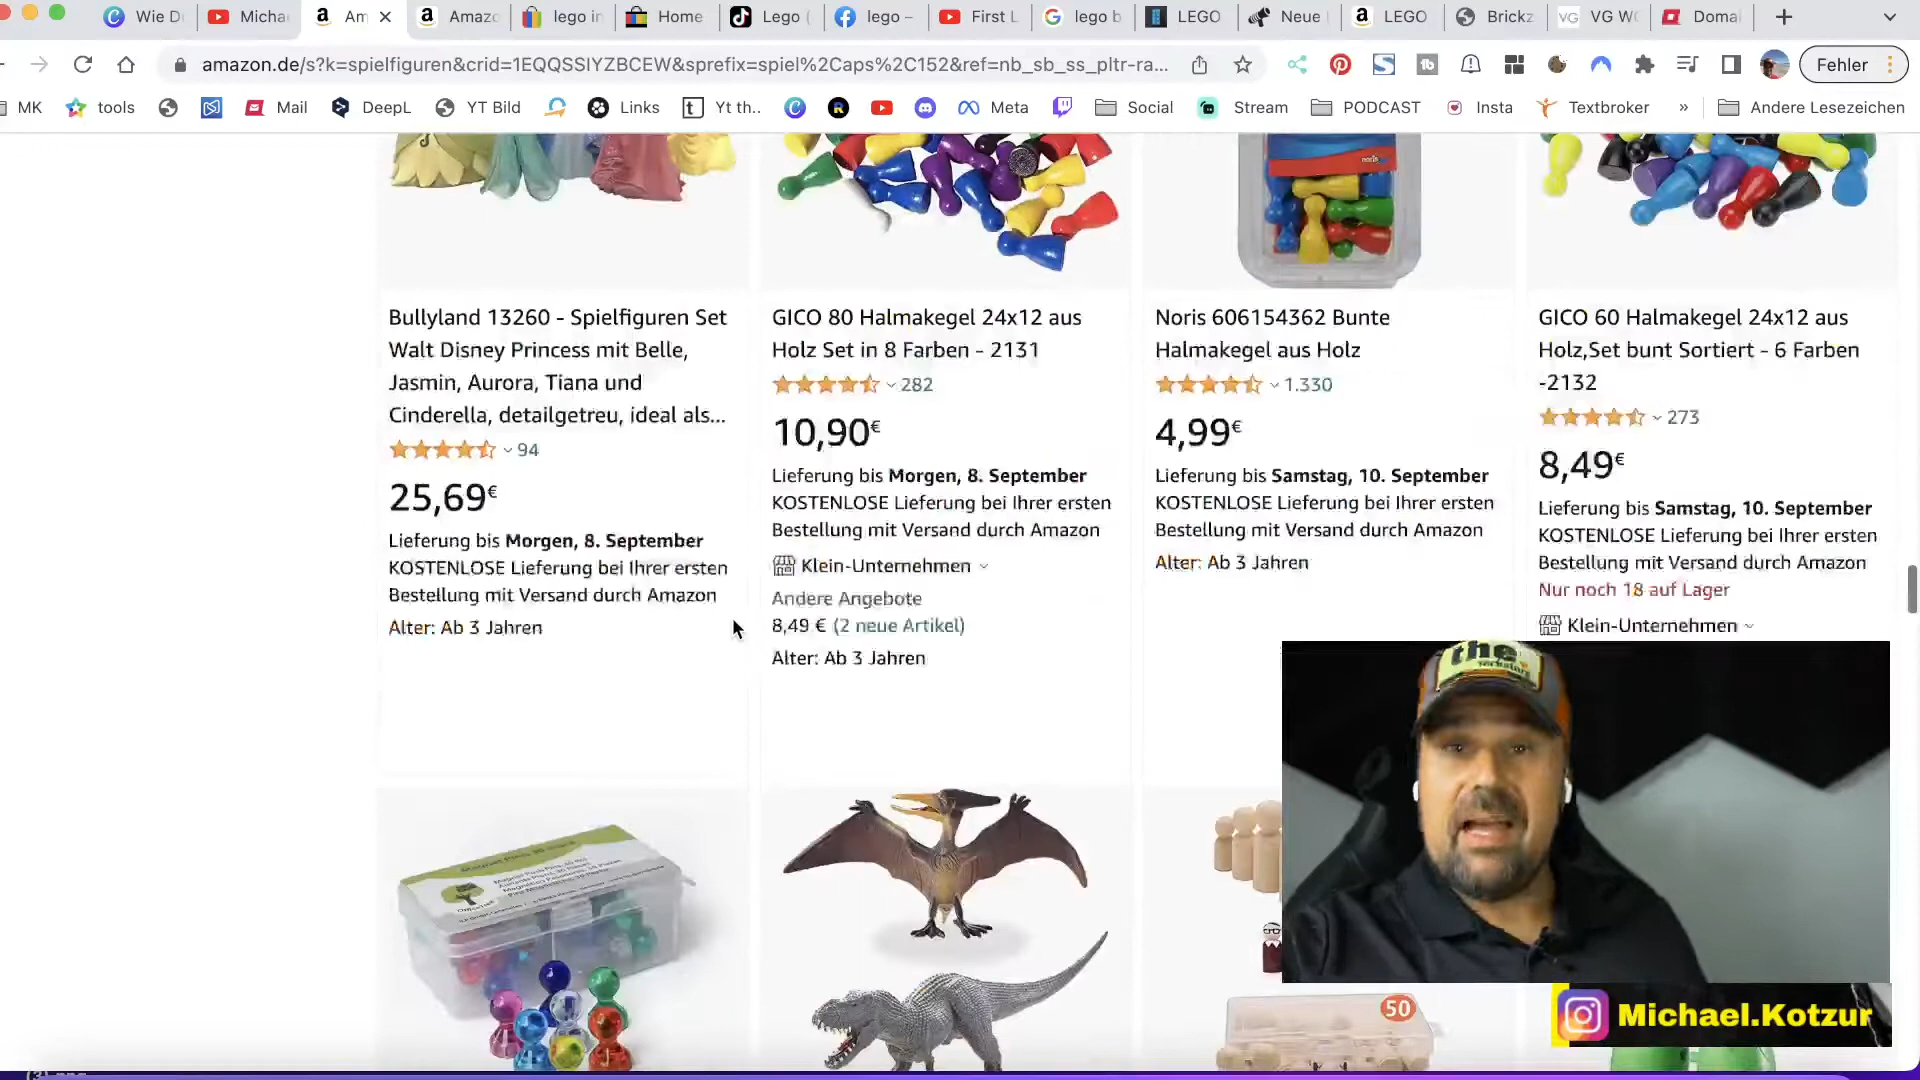 Wie D
Micha
Am
Amazo
lego in
Home
Lego (
lego –
First L
lego b
LEGO
Neue
LEGO
Brickz
VG WO
Domai
amazon.de/s?k=spielfiguren&crid=1EQQSSIYZBCEW&sprefix=spiel%2Caps%2C152&ref=nb_sb_ss_pltr-ra...
Fehler
MK
tools
Mail
DeepL
YT Bild
Links
Yt th..
Meta
Social
Stream
PODCAST
Insta
Textbroker
»
Andere Lesezeichen
Bullyland 13260 - Spielfiguren Set
Walt Disney Princess mit Belle,
Jasmin, Aurora, Tiana und
Cinderella, detailgetreu, ideal als...
94
25,69€
Lieferung bis Morgen, 8. September
KOSTENLOSE Lieferung bei Ihrer ersten
Bestellung mit Versand durch Amazon
Alter: Ab 3 Jahren
GICO 80 Halmakegel 24x12 aus
Holz Set in 8 Farben - 2131
282
10,90€
Lieferung bis Morgen, 8. September
KOSTENLOSE Lieferung bei Ihrer ersten
Bestellung mit Versand durch Amazon
Klein-Unternehmen
Andere Angebote
8,49 € (2 neue Artikel)
Alter: Ab 3 Jahren
Noris 606154362 Bunte
Halmakegel aus Holz
1.330
4,99€
Lieferung bis Samstag, 10. September
KOSTENLOSE Lieferung bei Ihrer ersten
Bestellung mit Versand durch Amazon
Alter: Ab 3 Jahren
GICO 60 Halmakegel 24x12 aus
Holz,Set bunt Sortiert - 6 Farben
-2132
273
8,49€
Lieferung bis Samstag, 10. September
KOSTENLOSE Lieferung bei Ihrer ersten
Bestellung mit Versand durch Amazon
Nur noch 18 auf Lager
Klein-Unternehmen
the
50
Michael.Kotzur